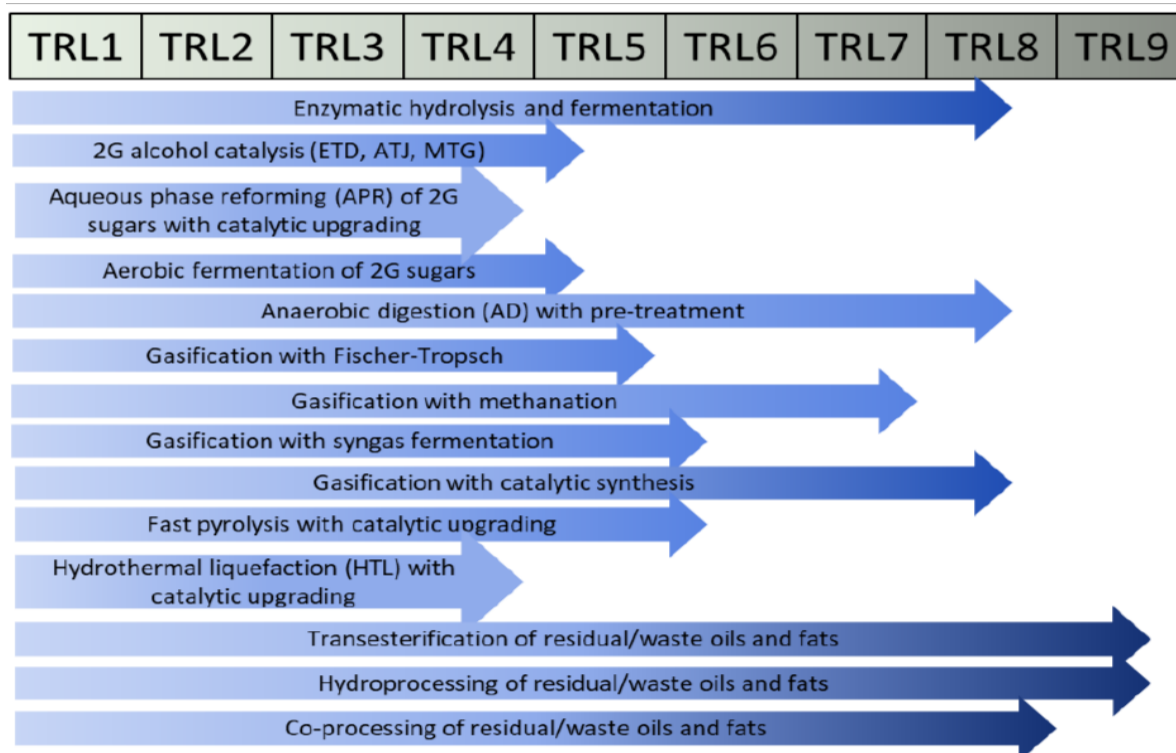 TRL1 TRL2 TRL3 TRL4 TRL5 TRL6 TRL7 TRL8 TRL9
Enzymatic hydrolysis and fermentation
2G alcohol catalysis (ETD, ATJ, MTG)
Aqueous phase reforming (APR) of 2G
sugars with catalytic upgrading
Aerobic fermentation of 2G sugars
Anaerobic digestion (AD) with pre-treatment
Gasification with Fischer-Tropsch
Gasification with methanation
Gasification with syngas fermentation
Gasification with catalytic synthesis
Fast pyrolysis with catalytic upgrading
Hydrothermal liquefaction (HTL) with
catalytic upgrading
Transesterification of residual/waste oils and fats
Hydroprocessing of residual/waste oils and fats
Co-processing of residual/waste oils and fats